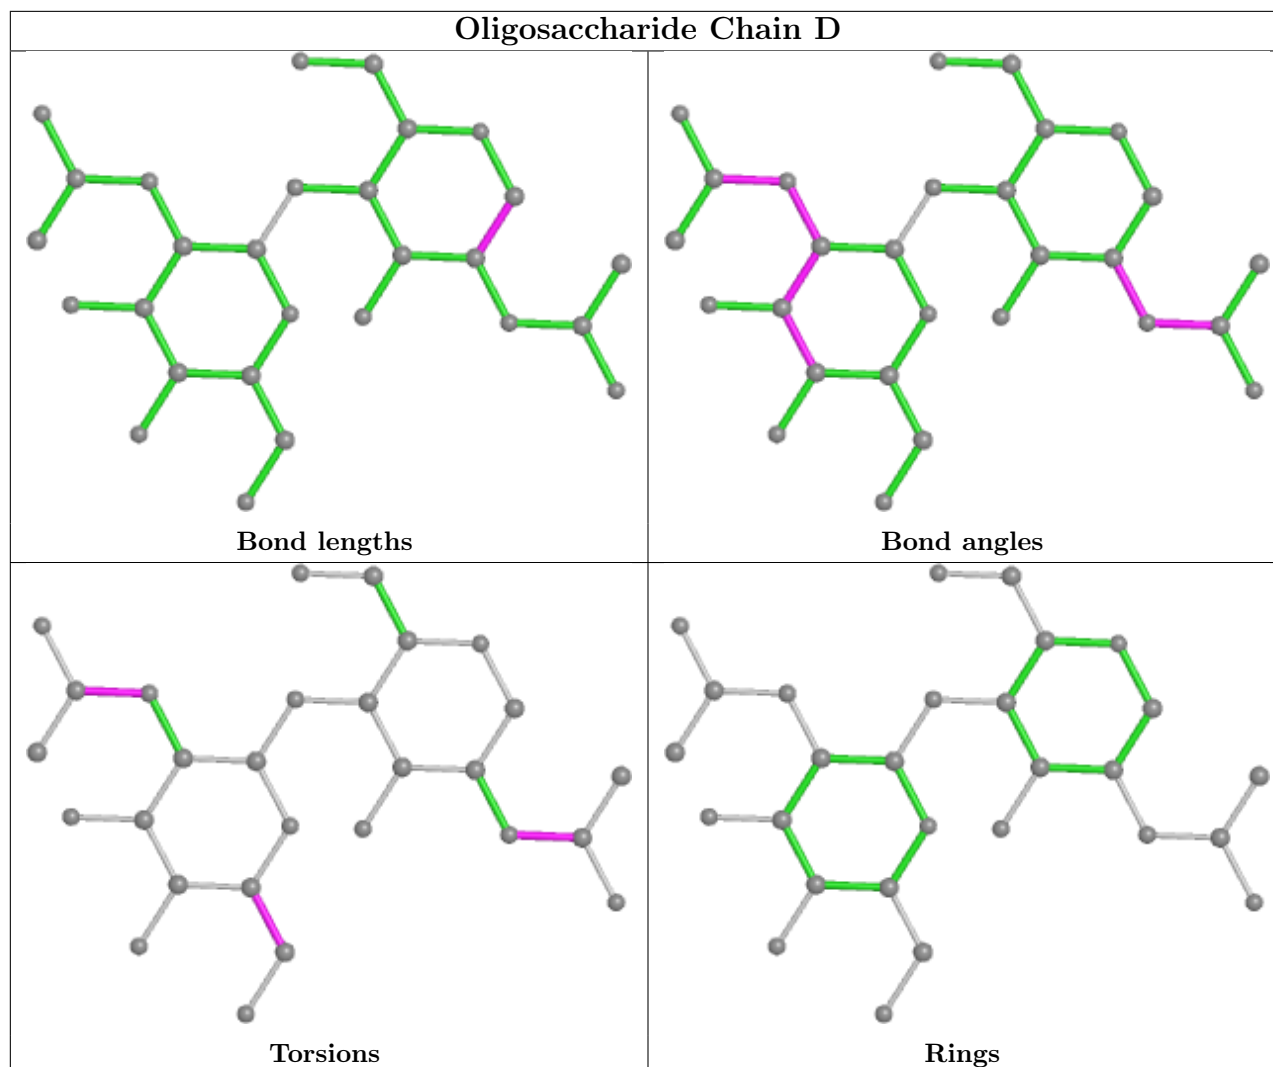 Oligosaccharide Chain D
Bond lengths
Bond angles
Torsions
Rings